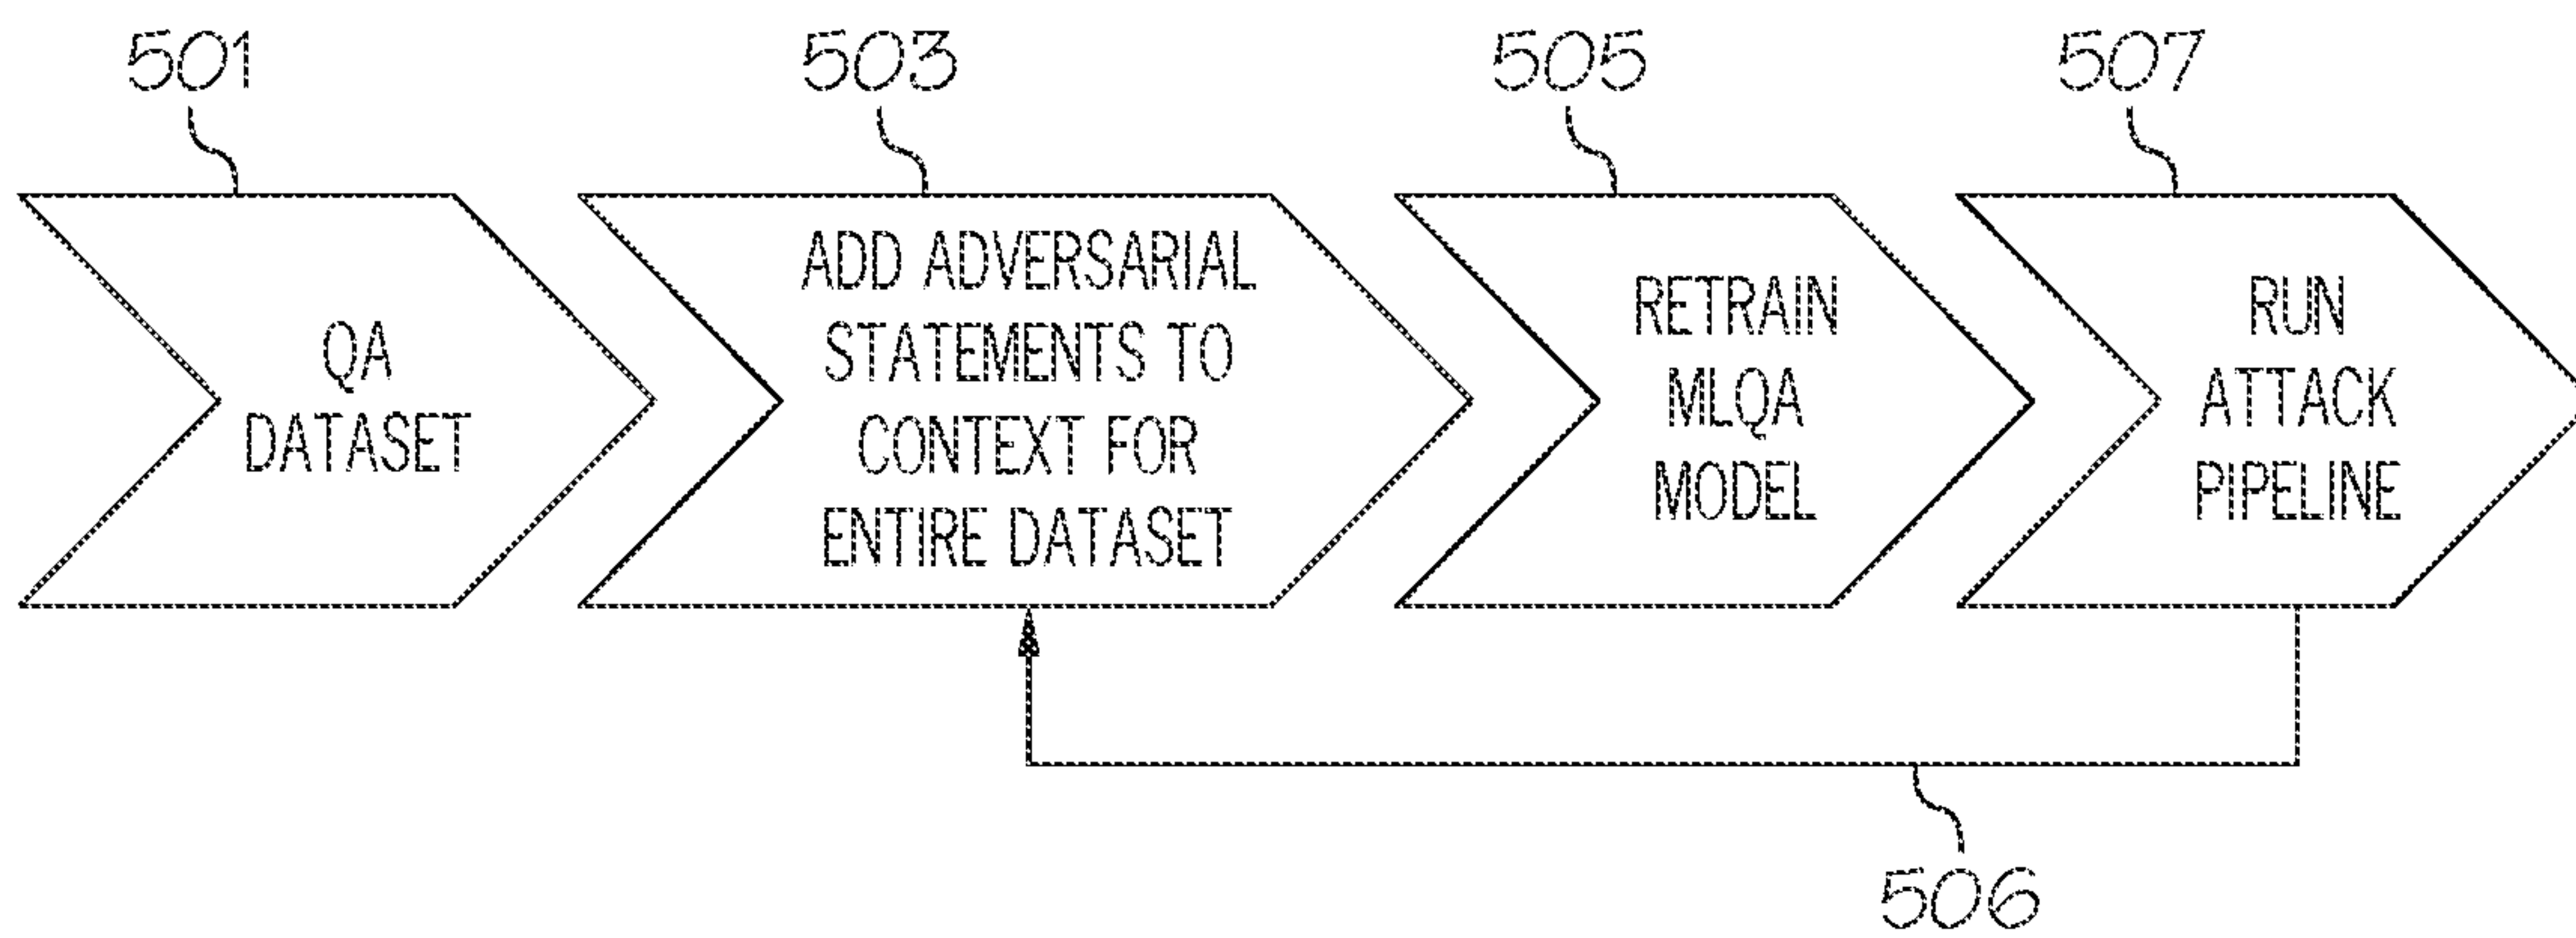 501
503
505
507
QA
DATASET
ADD ADVERSARIAL
STATEMENTS TO
CONTEXT FOR
ENTIRE DATASET
RETRAIN
MLQA
MODEL
RUN
ATTACK
PIPELINE
506